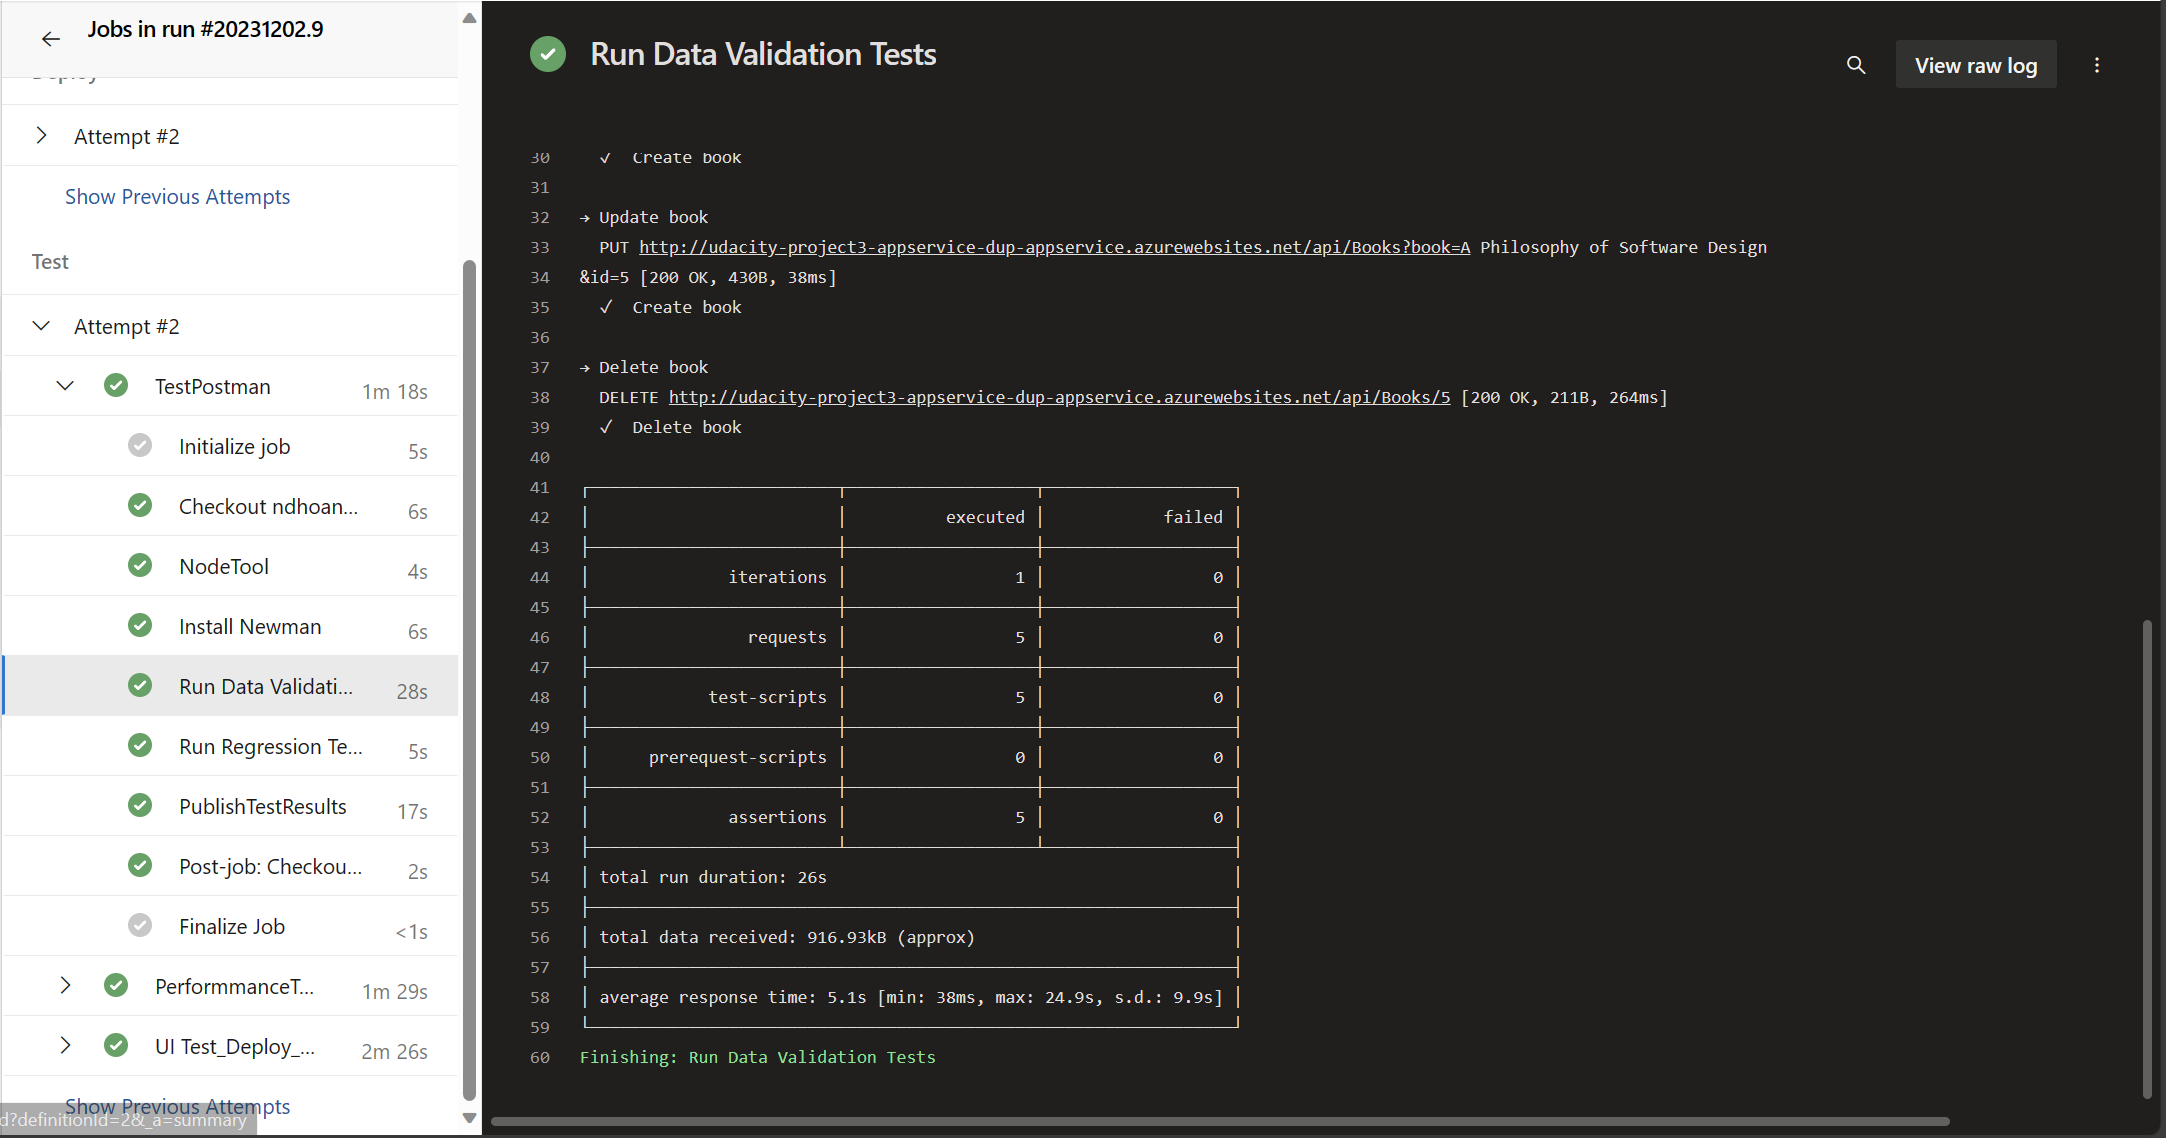 Jobs in run #20231202.9
Deploy
Attempt #2
Show Previous Attempts
Test
Attempt #2
TestPostman 1m 18s
Initialize job 5s
Checkout ndhoan... 6s
NodeTool 4s
Install Newman 6s
Run Data Validati... 28s
Run Regression Te... 5s
PublishTestResults 17s
Post-job: Checkou... 2s
Finalize Job <1s
PerformmanceT... 1m 29s
UI Test_Deploy_... 2m 26s
Show Previous Attempts
d?definitionId=2&_a=summary
Run Data Validation Tests
View raw log
30 ✓ Create book
31
32 → Update book
33 PUT http://udacity-project3-appservice-dup-appservice.azurewebsites.net/api/Books?book=A Philosophy of Software Design
34 &id=5 [200 OK, 430B, 38ms]
35 ✓ Create book
36
37 → Delete book
38 DELETE http://udacity-project3-appservice-dup-appservice.azurewebsites.net/api/Books/5 [200 OK, 211B, 264ms]
39 ✓ Delete book
40
41
42 executed failed
43
44 iterations 1 0
45
46 requests 5 0
47
48 test-scripts 5 0
49
50 prerequest-scripts 0 0
51
52 assertions 5 0
53
54 total run duration: 26s
55
56 total data received: 916.93kB (approx)
57
58 average response time: 5.1s [min: 38ms, max: 24.9s, s.d.: 9.9s]
59
60 Finishing: Run Data Validation Tests